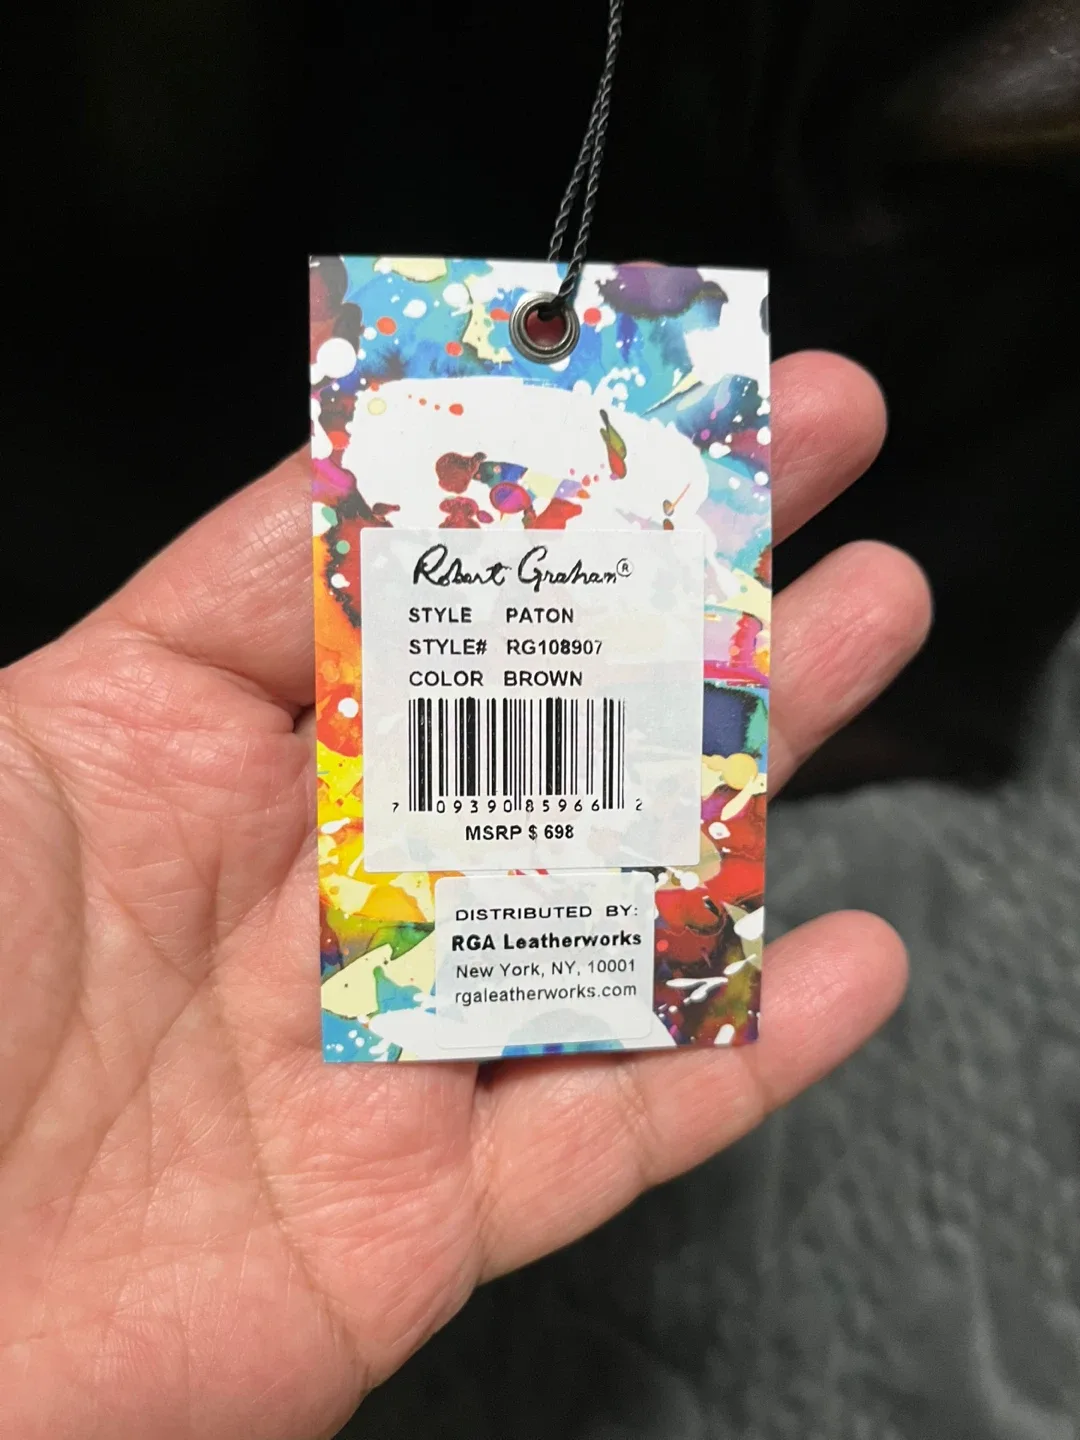 Robert Graham®
STYLE PATON
STYLE# RG108907
COLOR BROWN
7 09390 85966 2
MSRP $ 698
DISTRIBUTED BY:
RGA Leatherworks
New York, NY, 10001
rgaleatherworks.com